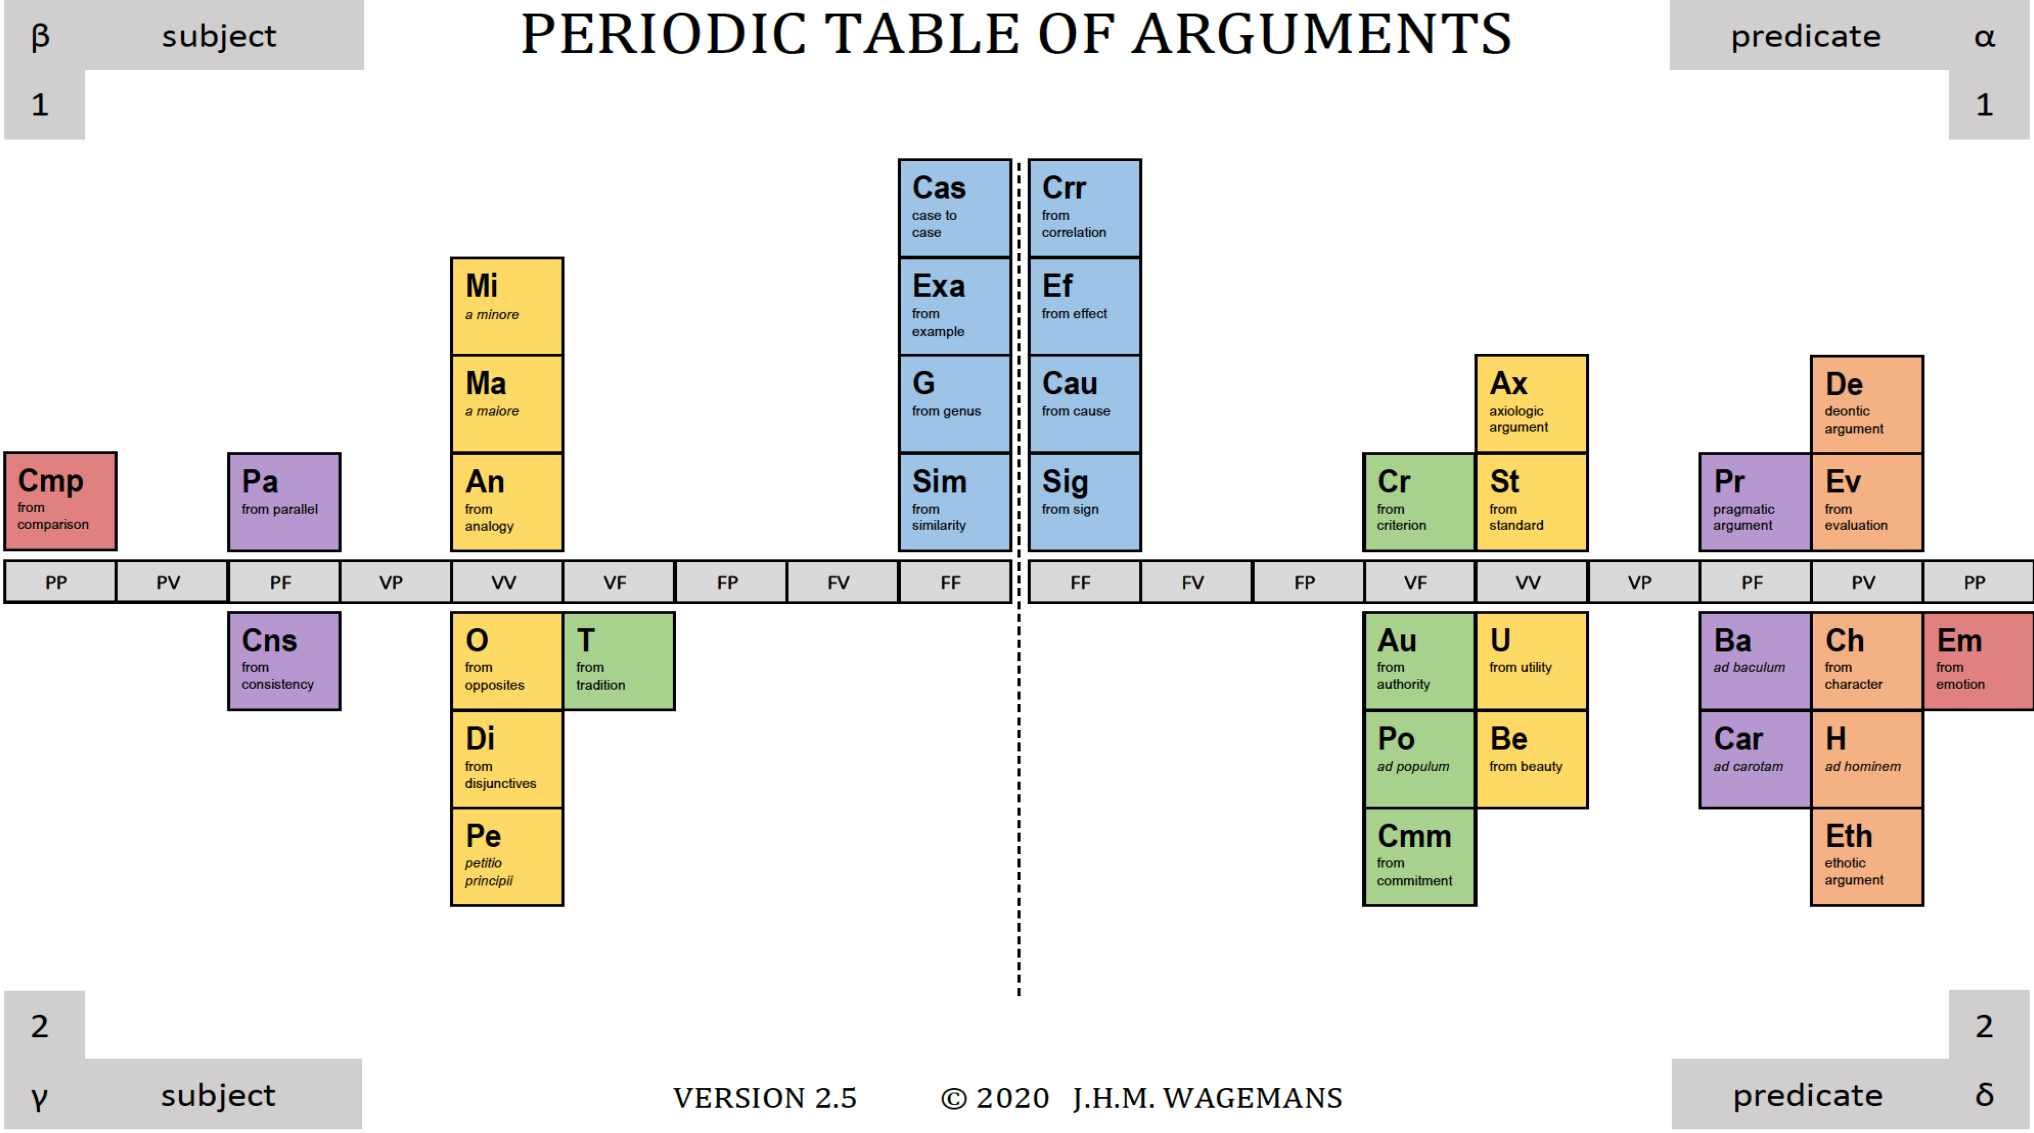 PERIODIC TABLE OF ARGUMENTS
β subject
1
predicate α
1
Cas
case to
case
Crr
from
correlation
Mi
a minore
Exa
from
example
Ef
from effect
Ma
a maiore
G
from genus
Cau
from cause
Ax
axiologic
argument
De
deontic
argument
Cmp
from
comparison
Pa
from parallel
An
from
analogy
Sim
from
similarity
Sig
from sign
Cr
from
criterion
St
from
standard
Pr
pragmatic
argument
Ev
from
evaluation
PP PV PF VP VV VF FP FV FF FF FV FP VF VV VP PF PV PP
Cns
from
consistency
O
from
opposites
T
from
tradition
Au
from
authority
U
from utility
Ba
ad baculum
Ch
from
character
Em
from
emotion
Di
from
disjunctives
Po
ad populum
Be
from beauty
Car
ad carotam
H
ad hominem
Pe
petitio
principii
Cmm
from
commitment
Eth
ethotic
argument
2
γ subject
VERSION 2.5 © 2020 J.H.M. WAGEMANS
2
predicate δ